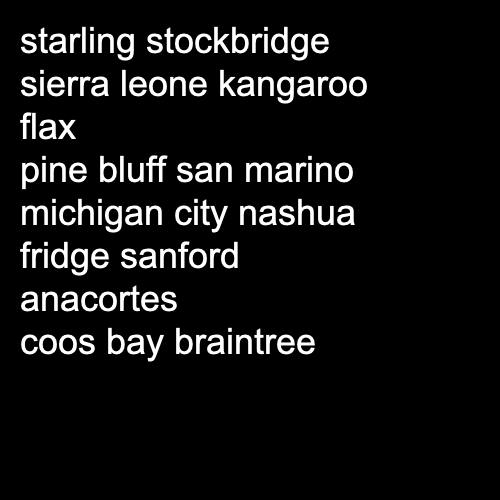 starling stockbridge
sierra leone kangaroo
flax
pine bluff san marino
michigan city nashua
fridge sanford
anacortes
coos bay braintree